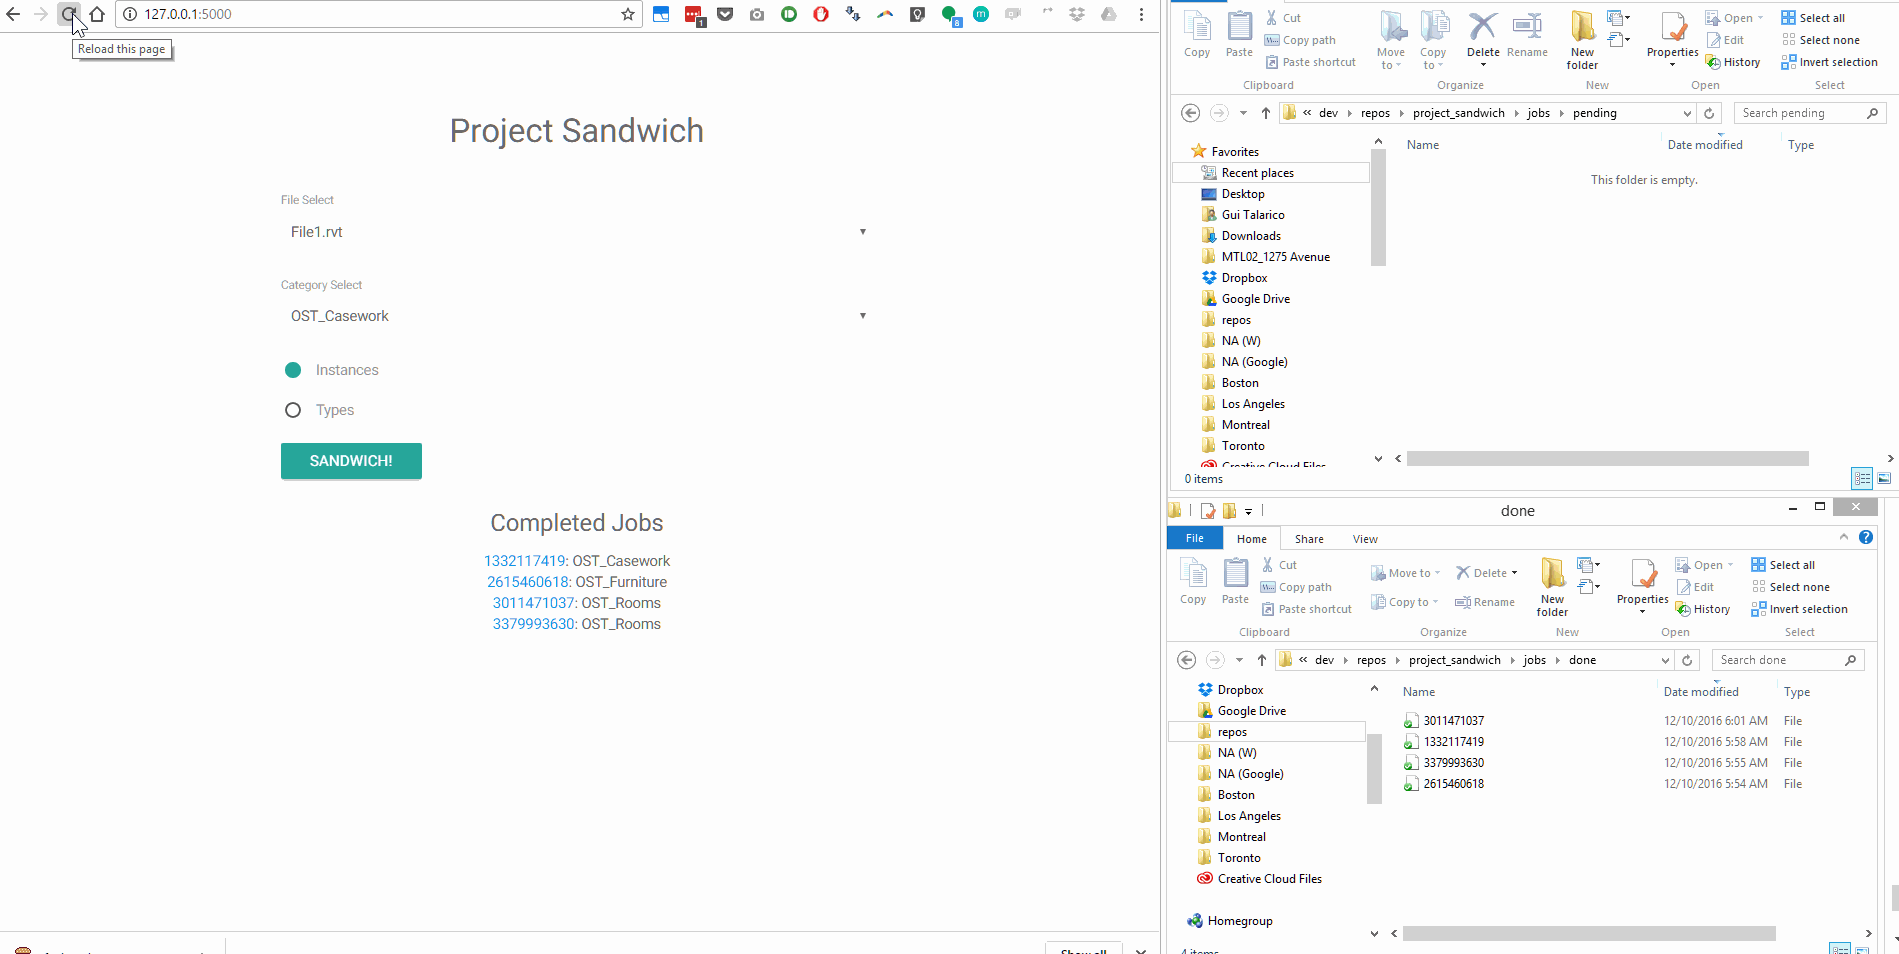 127.0.0.1:5000
Reload this page
1
8
m
Project Sandwich
File Select
File1.rvt
Category Select
OST_Casework
Instances
Types
SANDWICH!
Completed Jobs
1332117419: OST_Casework
2615460618: OST_Furniture
3011471037: OST_Rooms
3379993630: OST_Rooms
Show all
Copy
Paste
Cut
Copy path
Paste shortcut
Clipboard
Move to
Copy to
Delete
Rename
Organize
New folder
New
Properties
Open
Edit
History
Open
Select all
Select none
Invert selection
Select
« dev › repos › project_sandwich › jobs › pending
Search pending
Favorites
Recent places
Desktop
Gui Talarico
Downloads
MTL02_1275 Avenue
Dropbox
Google Drive
repos
NA (W)
NA (Google)
Boston
Los Angeles
Montreal
Toronto
Creative Cloud Files
Name Date modified Type
This folder is empty.
0 items
done
File Home Share View
Copy
Paste
Cut
Copy path
Paste shortcut
Clipboard
Move to
Copy to
Delete
Rename
Organize
New folder
New
Properties
Open
Edit
History
Open
Select all
Select none
Invert selection
Select
« dev › repos › project_sandwich › jobs › done
Search done
Dropbox
Google Drive
repos
NA (W)
NA (Google)
Boston
Los Angeles
Montreal
Toronto
Creative Cloud Files
Homegroup
Name Date modified Type
3011471037 12/10/2016 6:01 AM File
1332117419 12/10/2016 5:58 AM File
3379993630 12/10/2016 5:55 AM File
2615460618 12/10/2016 5:54 AM File
4 items